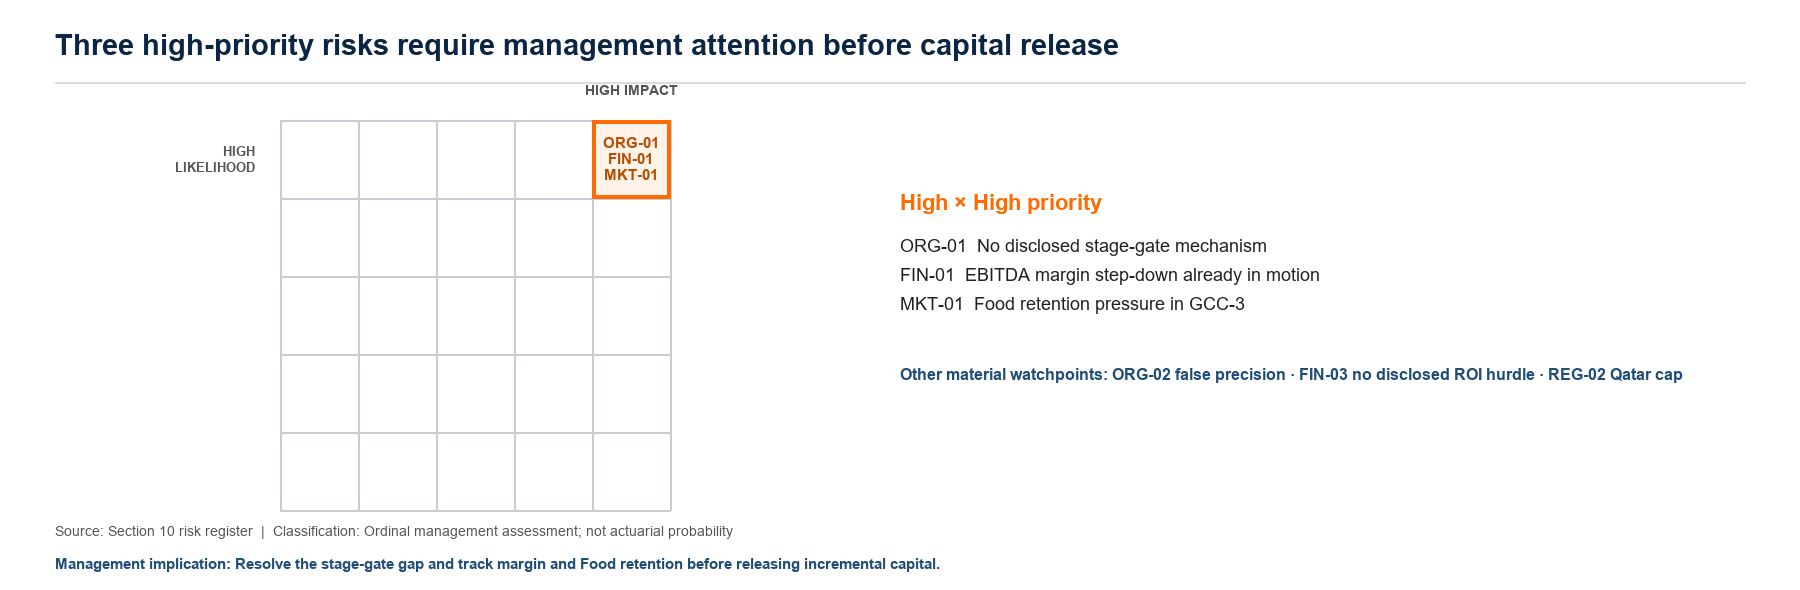 Three high-priority risks require management attention before capital release
HIGH IMPACT
HIGH
LIKELIHOOD
ORG-01
FIN-01
MKT-01
High × High priority
ORG-01  No disclosed stage-gate mechanism
FIN-01  EBITDA margin step-down already in motion
MKT-01  Food retention pressure in GCC-3
Other material watchpoints: ORG-02 false precision · FIN-03 no disclosed ROI hurdle · REG-02 Qatar cap
Source: Section 10 risk register  |  Classification: Ordinal management assessment; not actuarial probability
Management implication: Resolve the stage-gate gap and track margin and Food retention before releasing incremental capital.